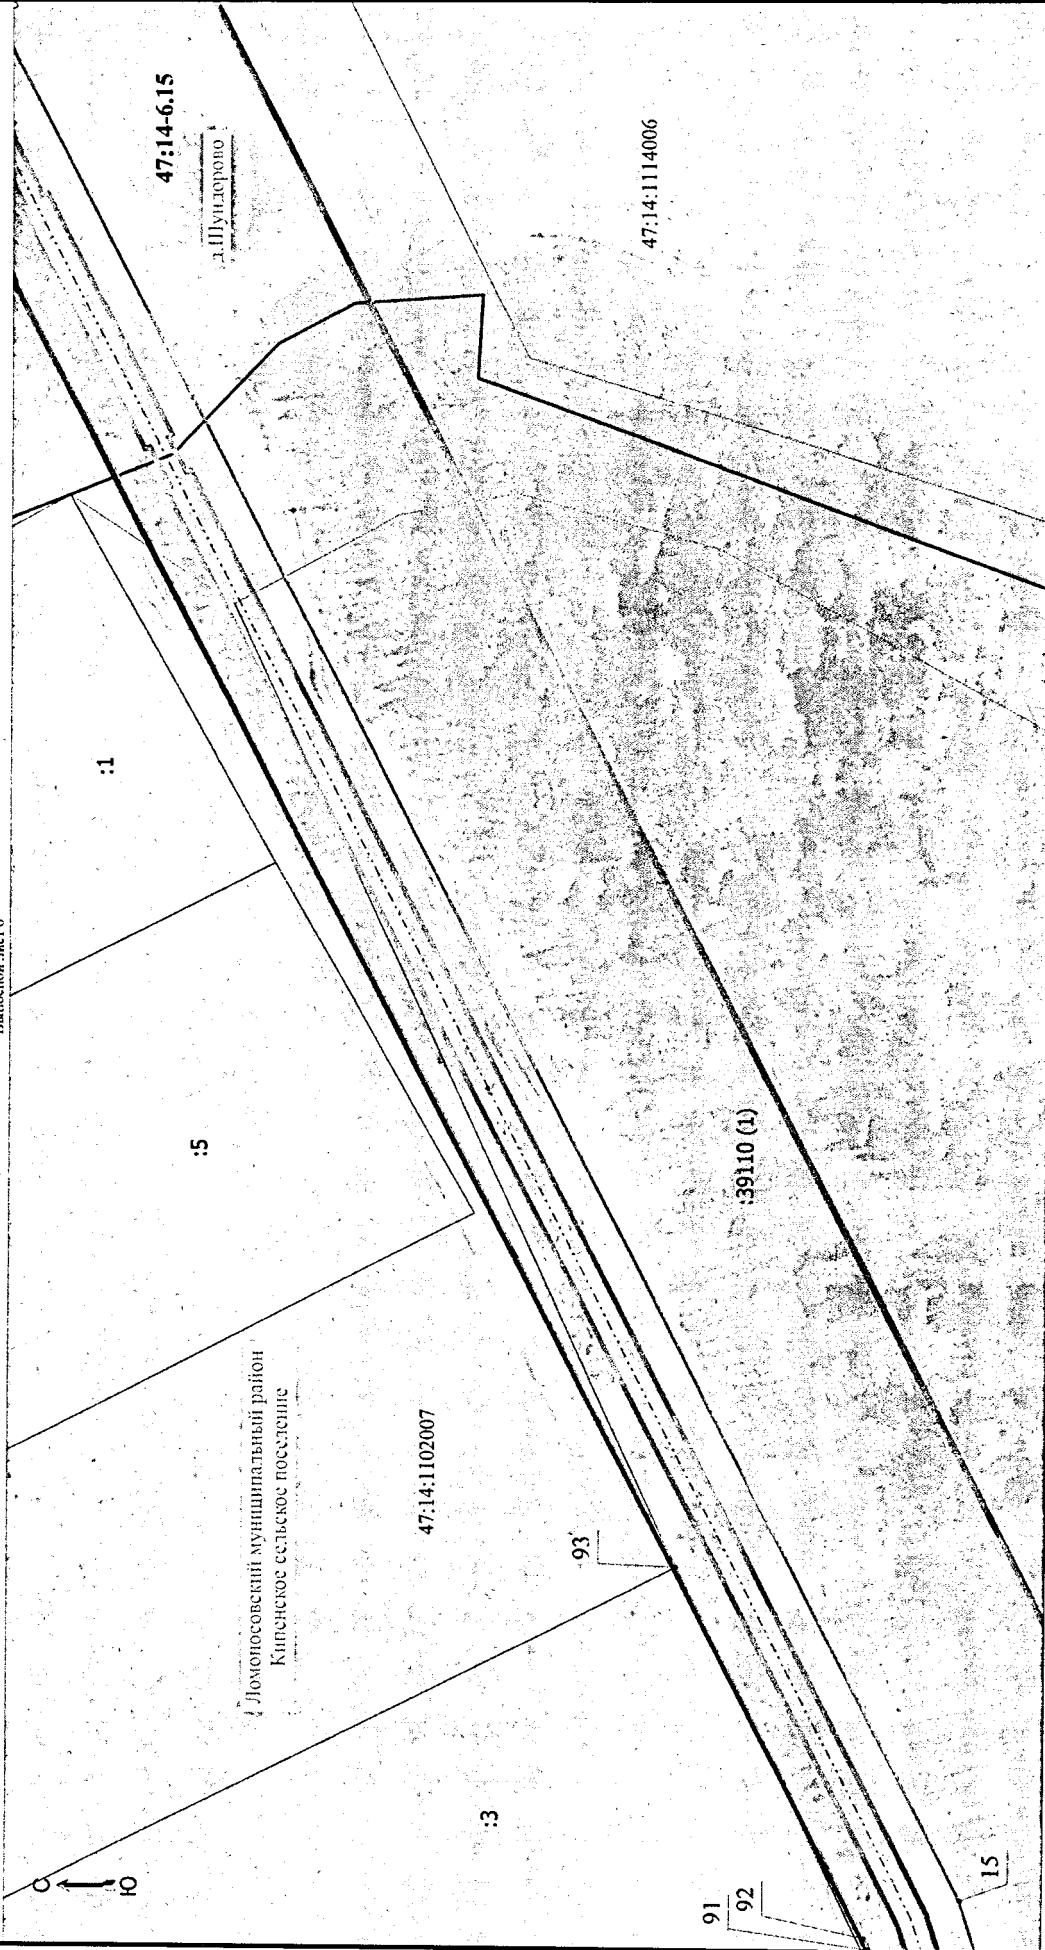 47:14-6.15
д.Шундорово
47:14:1114006
:1
:5
:39110 (1)
Ломоносовский муниципальный район
Кипенское сельское поселение
47:14:1102007
93
:3
С
Ю
91
92
15